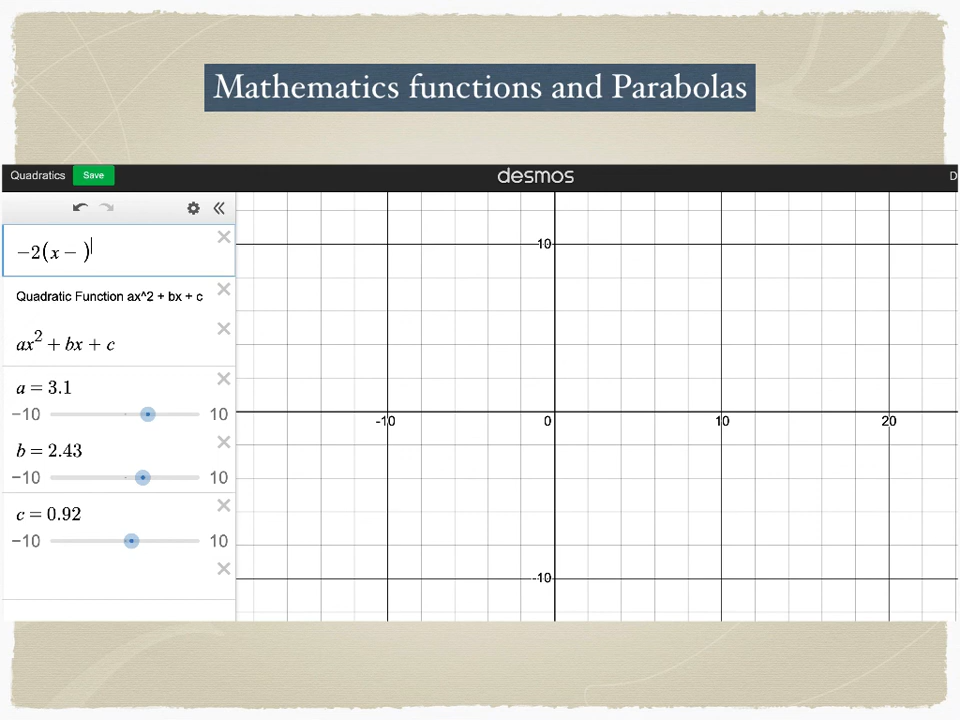 Mathematics functions and Parabolas
Quadratics Save desmos D
−2(x − )
Quadratic Function ax^2 + bx + c
ax² + bx + c
a = 3.1
−10 10
b = 2.43
−10 10
c = 0.92
−10 10
10
-10 0 10 20
-10